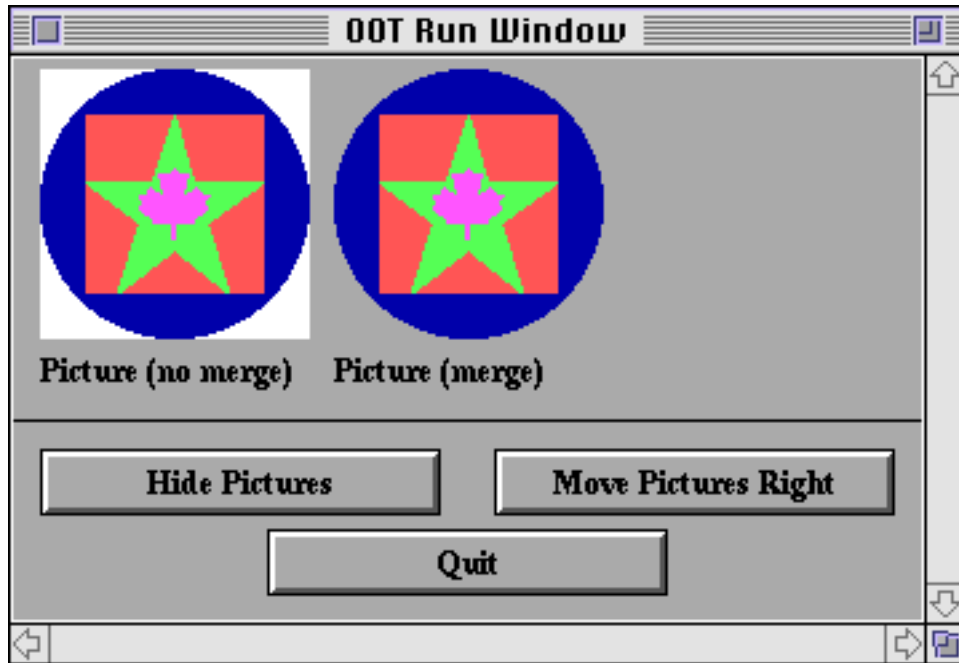 OOT Run Window
Picture (no merge) Picture (merge)
Hide Pictures Move Pictures Right
Quit